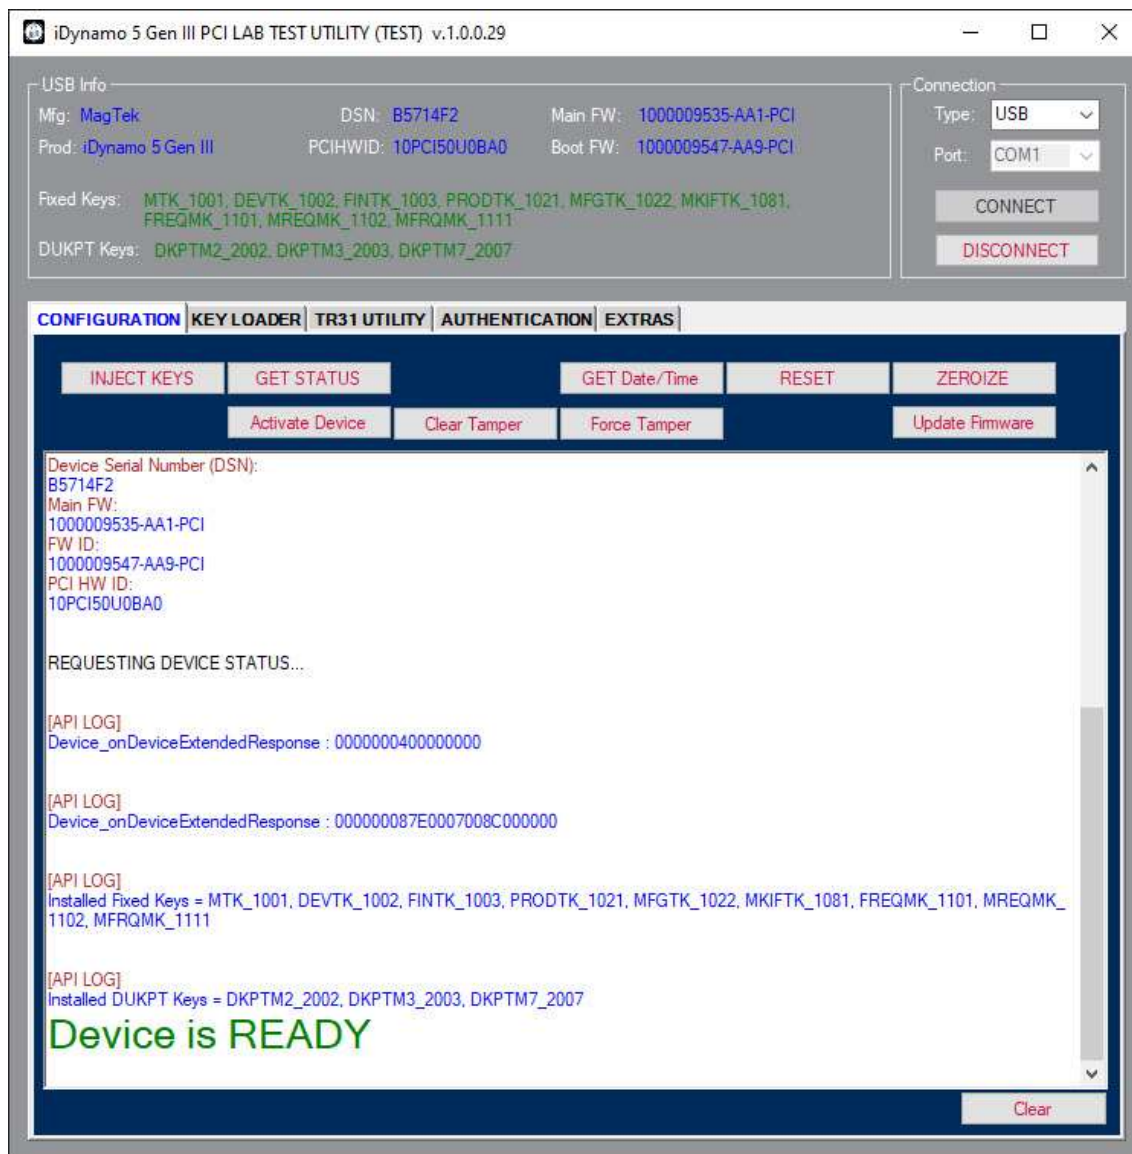 iDynamo 5 Gen III PCI LAB TEST UTILITY (TEST) v.1.0.0.29
USB Info
Mfg: MagTek DSN: B5714F2 Main FW: 1000009535-AA1-PCI
Prod: iDynamo 5 Gen III PCIHWID: 10PCI50U0BA0 Boot FW: 1000009547-AA9-PCI
Fixed Keys: MTK_1001, DEVTK_1002, FINTK_1003, PRODTK_1021, MFGTK_1022, MKIFTK_1081,
FREQMK_1101, MREQMK_1102, MFRQMK_1111
DUKPT Keys: DKPTM2_2002, DKPTM3_2003, DKPTM7_2007
Connection
Type: USB
Port: COM1
CONNECT
DISCONNECT
CONFIGURATION KEY LOADER TR31 UTILITY AUTHENTICATION EXTRAS
INJECT KEYS GET STATUS GET Date/Time RESET ZEROIZE
Activate Device Clear Tamper Force Tamper Update Firmware
Device Serial Number (DSN):
B5714F2
Main FW:
1000009535-AA1-PCI
FW ID:
1000009547-AA9-PCI
PCI HW ID:
10PCI50U0BA0
REQUESTING DEVICE STATUS...
[API LOG]
Device_onDeviceExtendedResponse : 0000000400000000
[API LOG]
Device_onDeviceExtendedResponse : 000000087E0007008C000000
[API LOG]
Installed Fixed Keys = MTK_1001, DEVTK_1002, FINTK_1003, PRODTK_1021, MFGTK_1022, MKIFTK_1081, FREQMK_1101, MREQMK_
1102, MFRQMK_1111
[API LOG]
Installed DUKPT Keys = DKPTM2_2002, DKPTM3_2003, DKPTM7_2007
Device is READY
Clear